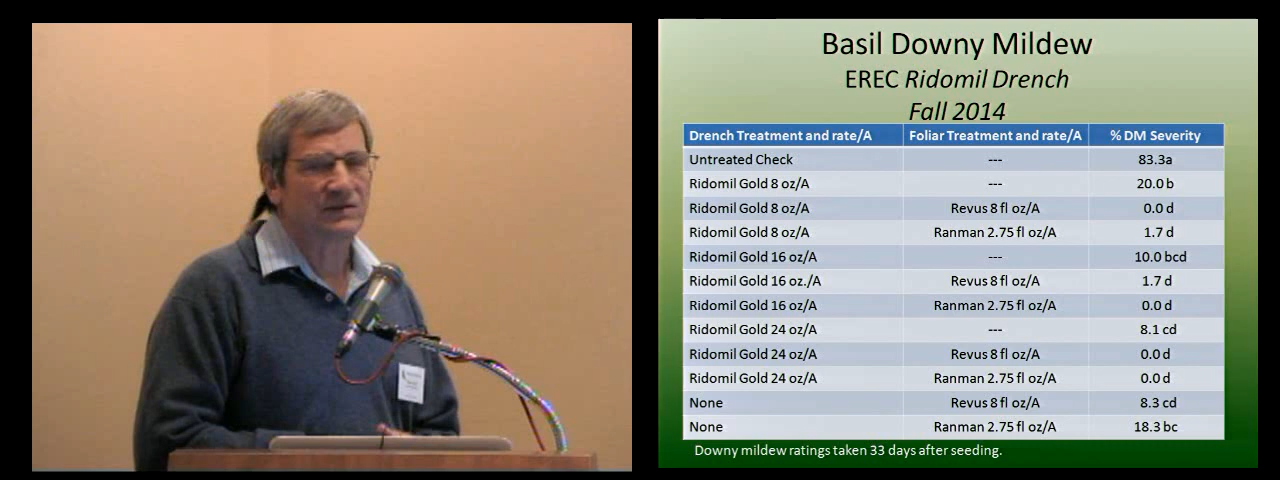 Basil Downy Mildew
EREC Ridomil Drench
Fall 2014
Drench Treatment and rate/A Foliar Treatment and rate/A % DM Severity
Untreated Check --- 83.3a
Ridomil Gold 8 oz/A --- 20.0 b
Ridomil Gold 8 oz/A Revus 8 fl oz/A 0.0 d
Ridomil Gold 8 oz/A Ranman 2.75 fl oz/A 1.7 d
Ridomil Gold 16 oz/A --- 10.0 bcd
Ridomil Gold 16 oz./A Revus 8 fl oz/A 1.7 d
Ridomil Gold 16 oz/A Ranman 2.75 fl oz/A 0.0 d
Ridomil Gold 24 oz/A --- 8.1 cd
Ridomil Gold 24 oz/A Revus 8 fl oz/A 0.0 d
Ridomil Gold 24 oz/A Ranman 2.75 fl oz/A 0.0 d
None Revus 8 fl oz/A 8.3 cd
None Ranman 2.75 fl oz/A 18.3 bc
Downy mildew ratings taken 33 days after seeding.